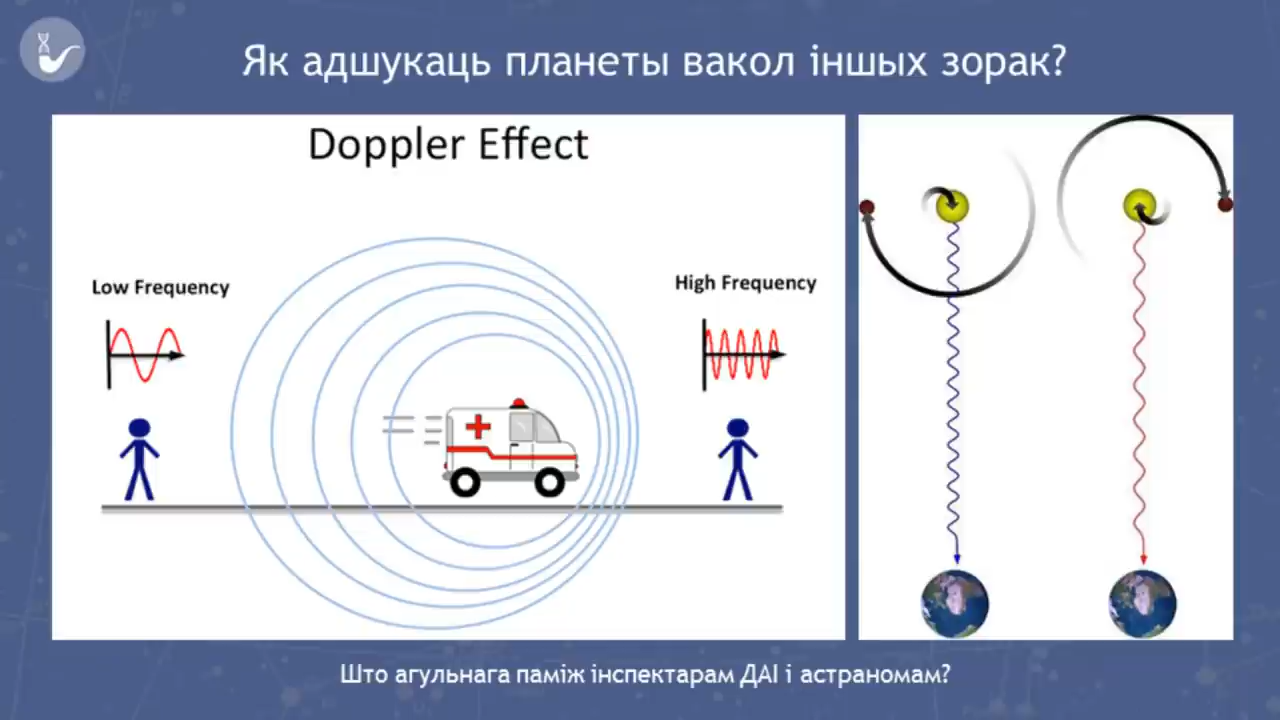 Як адшукаць планеты вакол іншых зорак?
Doppler Effect
Low Frequency
High Frequency
Што агульнага паміж інспектарам ДАІ і астраномам?